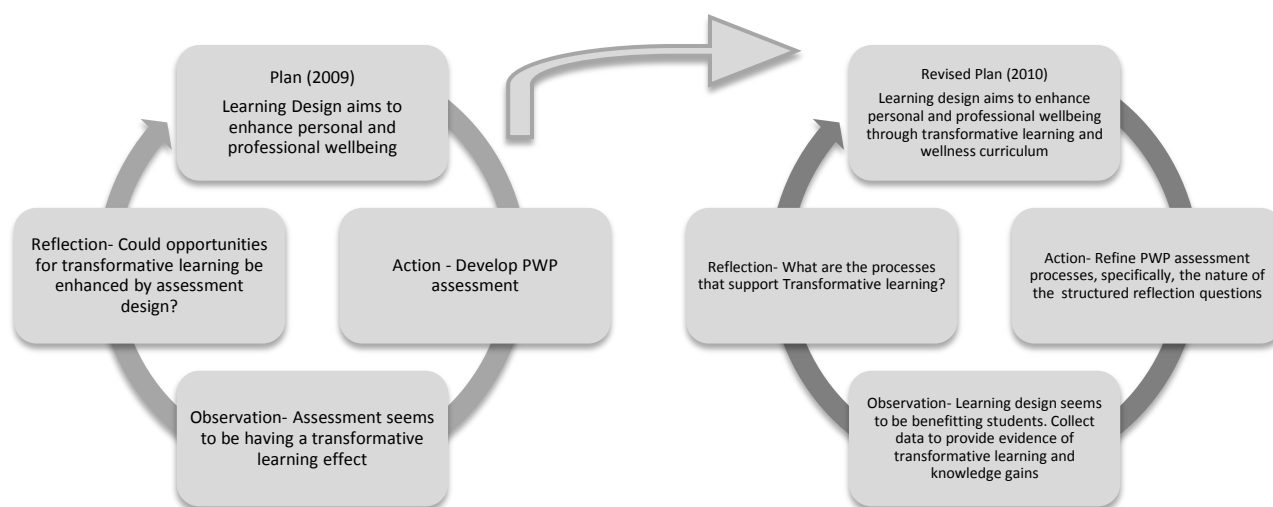 Plan (2009)
Learning Design aims to
enhance personal and
professional wellbeing
Action - Develop PWP
assessment
Observation- Assessment seems
to be having a transformative
learning effect
Reflection- Could opportunities
for transformative learning be
enhanced by assessment
design?
Revised Plan (2010)
Learning design aims to enhance
personal and professional wellbeing
through transformative learning and
wellness curriculum
Action- Refine PWP assessment
processes, specifically, the nature of
the structured reflection questions
Observation- Learning design seems
to be benefitting students. Collect
data to provide evidence of
transformative learning and
knowledge gains
Reflection- What are the processes
that support Transformative learning?